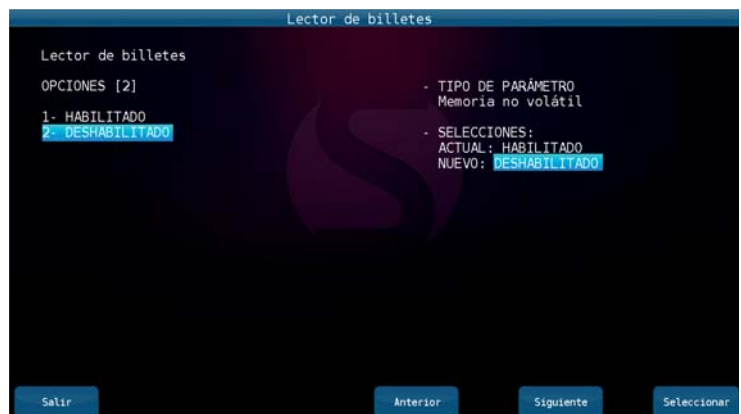 Lector de billetes
Lector de billetes
OPCIONES [2]
1- HABILITADO
2- DESHABILITADO
- TIPO DE PARÁMETRO
Memoria no volátil
- SELECCIONES:
ACTUAL: HABILITADO
NUEVO: DESHABILITADO
Salir
Anterior
Siguiente
Seleccionar